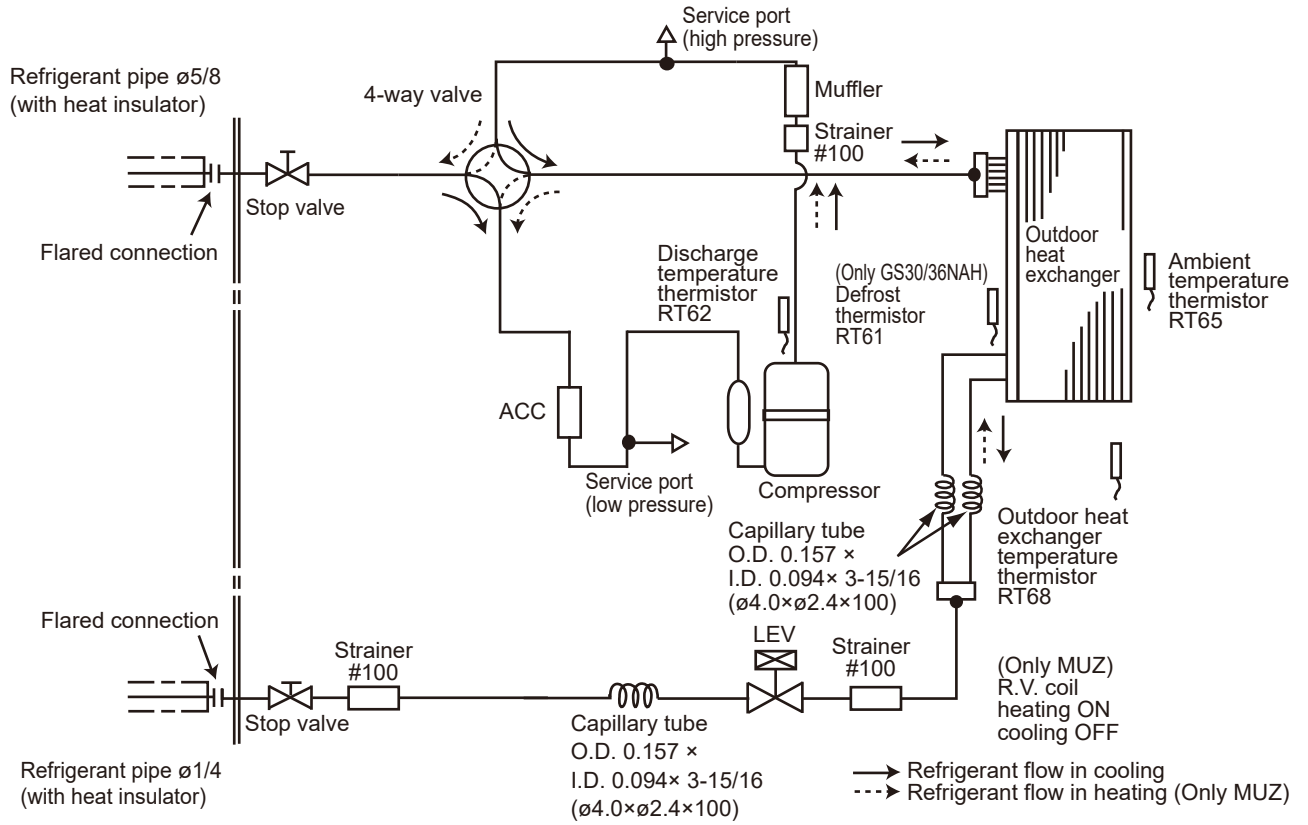 Service port
(high pressure)
Refrigerant pipe ø5/8
(with heat insulator)
4-way valve
Muffler
Strainer
#100
Stop valve
Flared connection
Discharge
temperature
thermistor
RT62
(Only GS30/36NAH)
Defrost
thermistor
RT61
Outdoor
heat
exchanger
Ambient
temperature
thermistor
RT65
ACC
Service port
(low pressure)
Compressor
Capillary tube
O.D. 0.157 ×
I.D. 0.094× 3-15/16
(ø4.0×ø2.4×100)
Outdoor heat
exchanger
temperature
thermistor
RT68
Flared connection
Strainer
#100
LEV
Strainer
#100
Stop valve
Capillary tube
O.D. 0.157 ×
I.D. 0.094× 3-15/16
(ø4.0×ø2.4×100)
(Only MUZ)
R.V. coil
heating ON
cooling OFF
Refrigerant pipe ø1/4
(with heat insulator)
Refrigerant flow in cooling
Refrigerant flow in heating (Only MUZ)